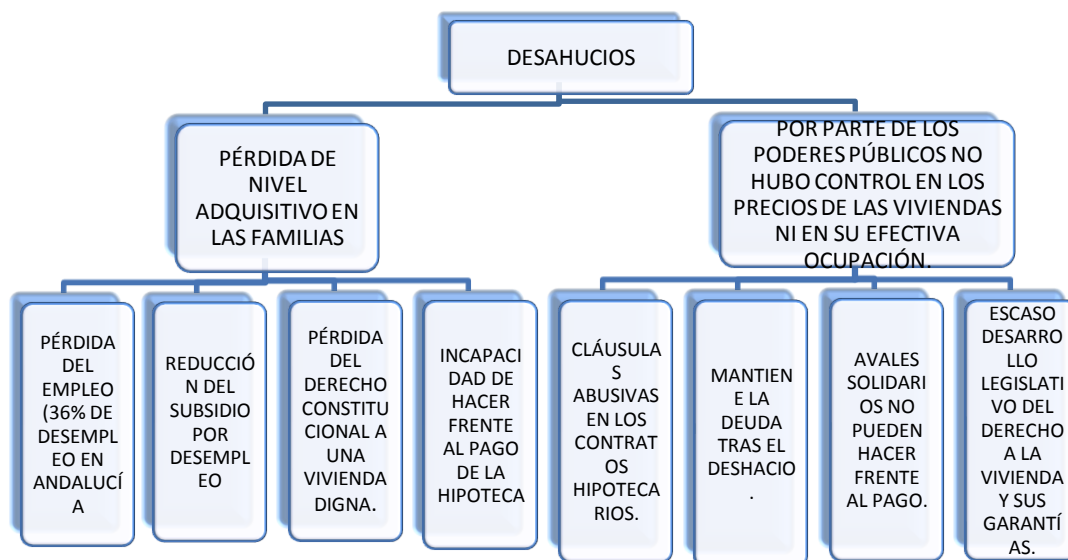 DESAHUCIOS
PÉRDIDA DE
NIVEL
ADQUISITIVO EN
LAS FAMILIAS
POR PARTE DE LOS
PODERES PÚBLICOS NO
HUBO CONTROL EN LOS
PRECIOS DE LAS VIVIENDAS
NI EN SU EFECTIVA
OCUPACIÓN.
PÉRDIDA
DEL
EMPLEO
(36% DE
DESEMPL
EO EN
ANDALUCÍ
A
REDUCCIÓ
N DEL
SUBSIDIO
POR
DESEMPL
EO
PÉRDIDA
DEL
DERECHO
CONSTITU
CIONAL A
UNA
VIVIENDA
DIGNA.
INCAPACI
DAD DE
HACER
FRENTE
AL PAGO
DE LA
HIPOTECA
CLÁUSULA
S
ABUSIVAS
EN LOS
CONTRAT
OS
HIPOTECA
RIOS.
MANTIEN
E LA
DEUDA
TRAS EL
DESHACIO
.
AVALES
SOLIDARI
OS NO
PUEDEN
HACER
FRENTE
AL PAGO.
ESCASO
DESARRO
LLO
LEGISLATI
VO DEL
DERECHO
A LA
VIVIENDA
Y SUS
GARANTÍ
AS.